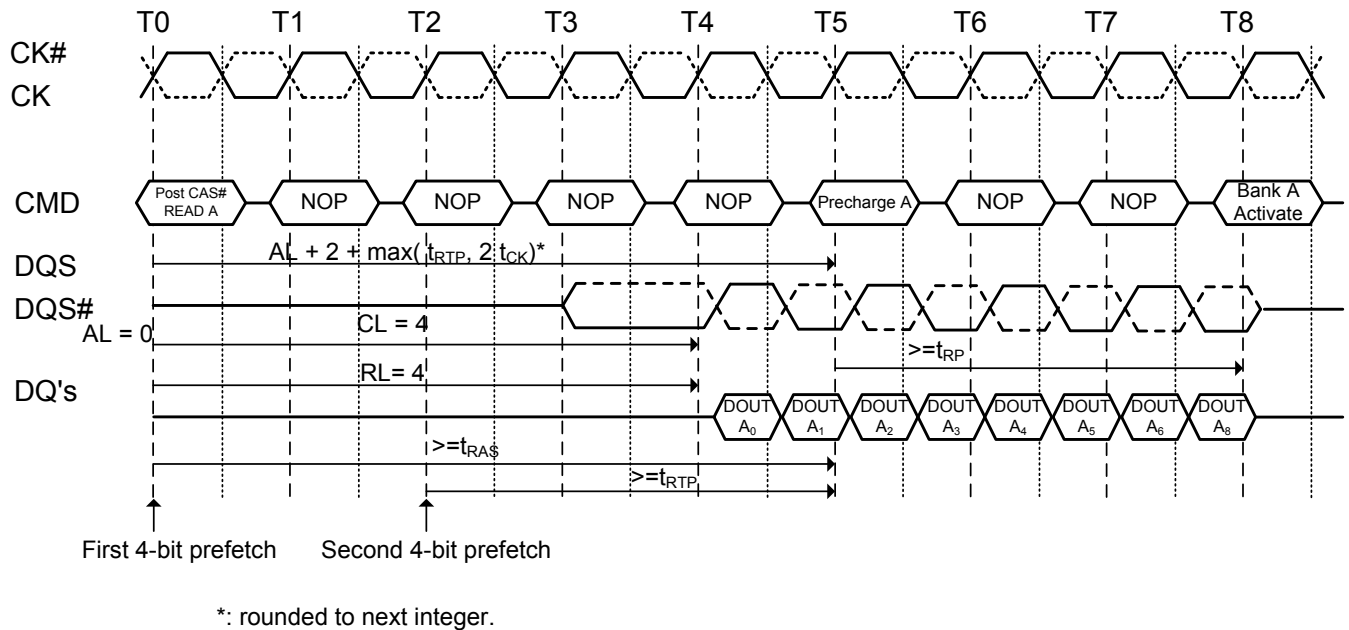 T0 T1 T2 T3 T4 T5 T6 T7 T8
CK#
CK
CMD
Post CAS#
READ A
NOP
NOP
NOP
NOP
Precharge A
NOP
NOP
Bank A
Activate
AL + 2 + max( tRTP, 2 tCK)*
DQS
DQS#
AL = 0
CL = 4
>=tRP
RL= 4
DQ's
DOUT
A0
DOUT
A1
DOUT
A2
DOUT
A3
DOUT
A4
DOUT
A5
DOUT
A6
DOUT
A8
>=tRAS
>=tRTP
First 4-bit prefetch
Second 4-bit prefetch
*: rounded to next integer.